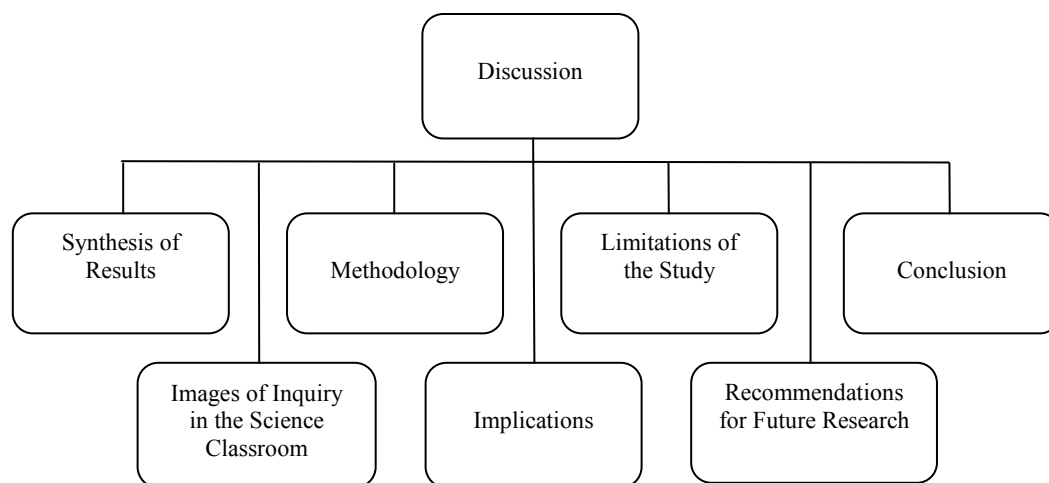 Discussion
Synthesis of
Results
Methodology
Limitations of
the Study
Conclusion
Images of Inquiry
in the Science
Classroom
Implications
Recommendations
for Future Research